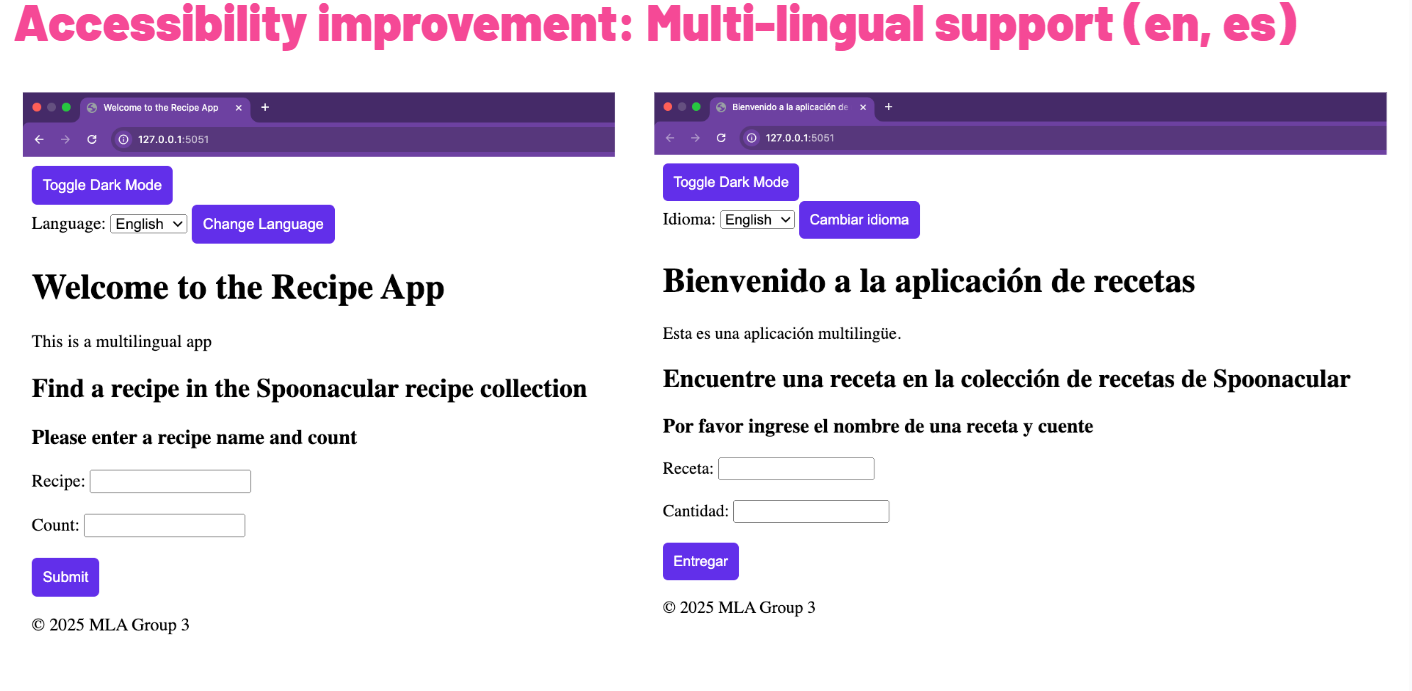 Accessibility improvement: Multi-lingual support (en, es)
Welcome to the Recipe App
127.0.0.1:5051
Toggle Dark Mode
Language: English Change Language
Welcome to the Recipe App
This is a multilingual app
Find a recipe in the Spoonacular recipe collection
Please enter a recipe name and count
Recipe:
Count:
Submit
© 2025 MLA Group 3
Bienvenido a la aplicación de
127.0.0.1:5051
Toggle Dark Mode
Idioma: English Cambiar idioma
Bienvenido a la aplicación de recetas
Esta es una aplicación multilingüe.
Encuentre una receta en la colección de recetas de Spoonacular
Por favor ingrese el nombre de una receta y cuente
Receta:
Cantidad:
Entregar
© 2025 MLA Group 3